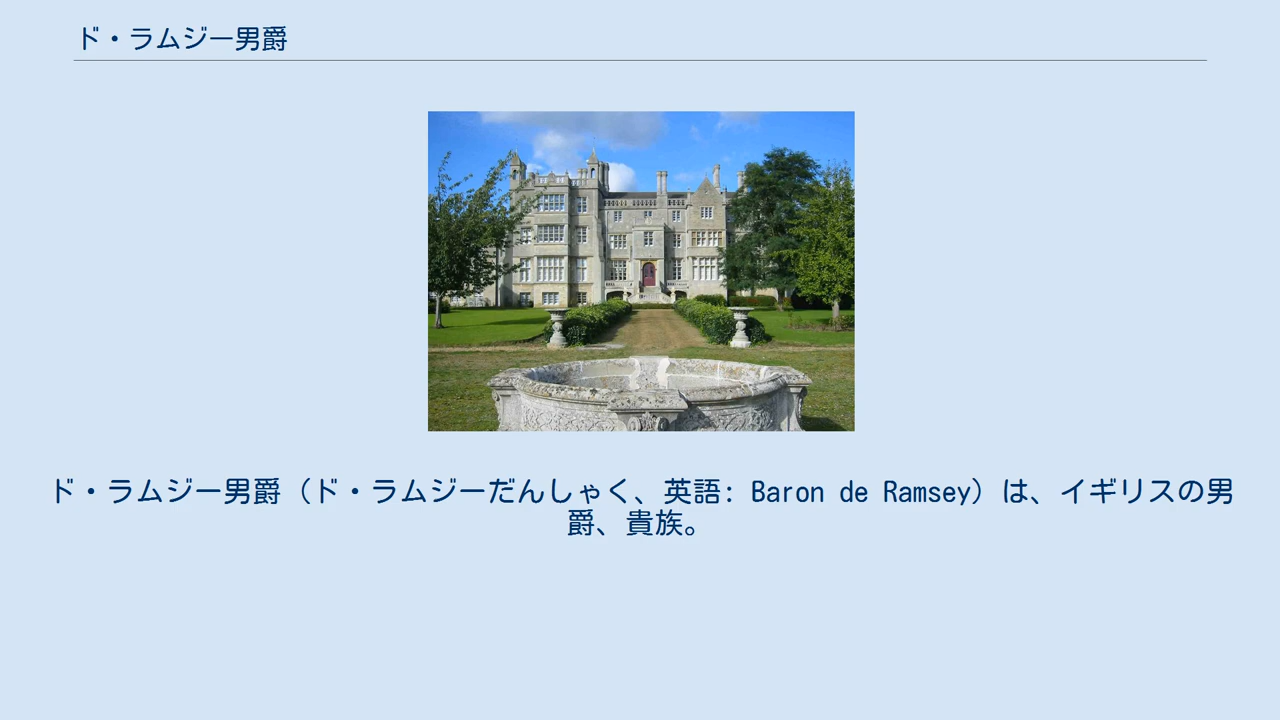 ド・ラムジー男爵
ド・ラムジー男爵（ド・ラムジーだんしゃく、英語: Baron de Ramsey）は、イギリスの男
爵、貴族。